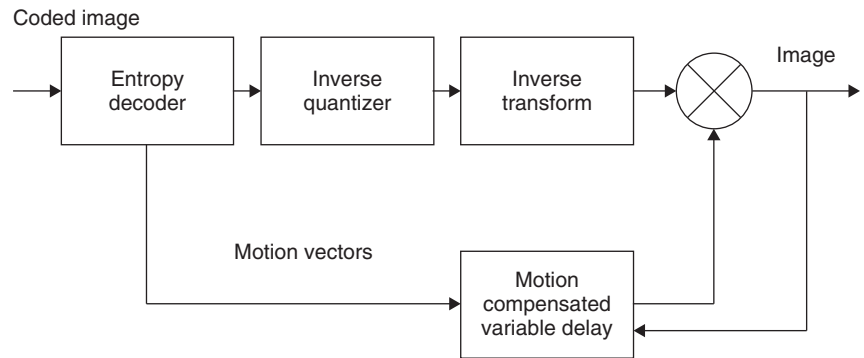 Coded image
Entropy
decoder
Inverse
quantizer
Inverse
transform
Image
Motion vectors
Motion
compensated
variable delay